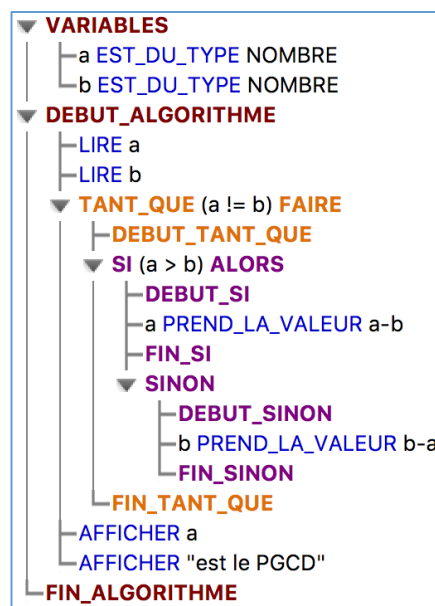 VARIABLES
a EST_DU_TYPE NOMBRE
b EST_DU_TYPE NOMBRE
DEBUT_ALGORITHME
LIRE a
LIRE b
TANT_QUE (a != b) FAIRE
DEBUT_TANT_QUE
SI (a > b) ALORS
DEBUT_SI
a PREND_LA_VALEUR a-b
FIN_SI
SINON
DEBUT_SINON
b PREND_LA_VALEUR b-a
FIN_SINON
FIN_TANT_QUE
AFFICHER a
AFFICHER "est le PGCD"
FIN_ALGORITHME